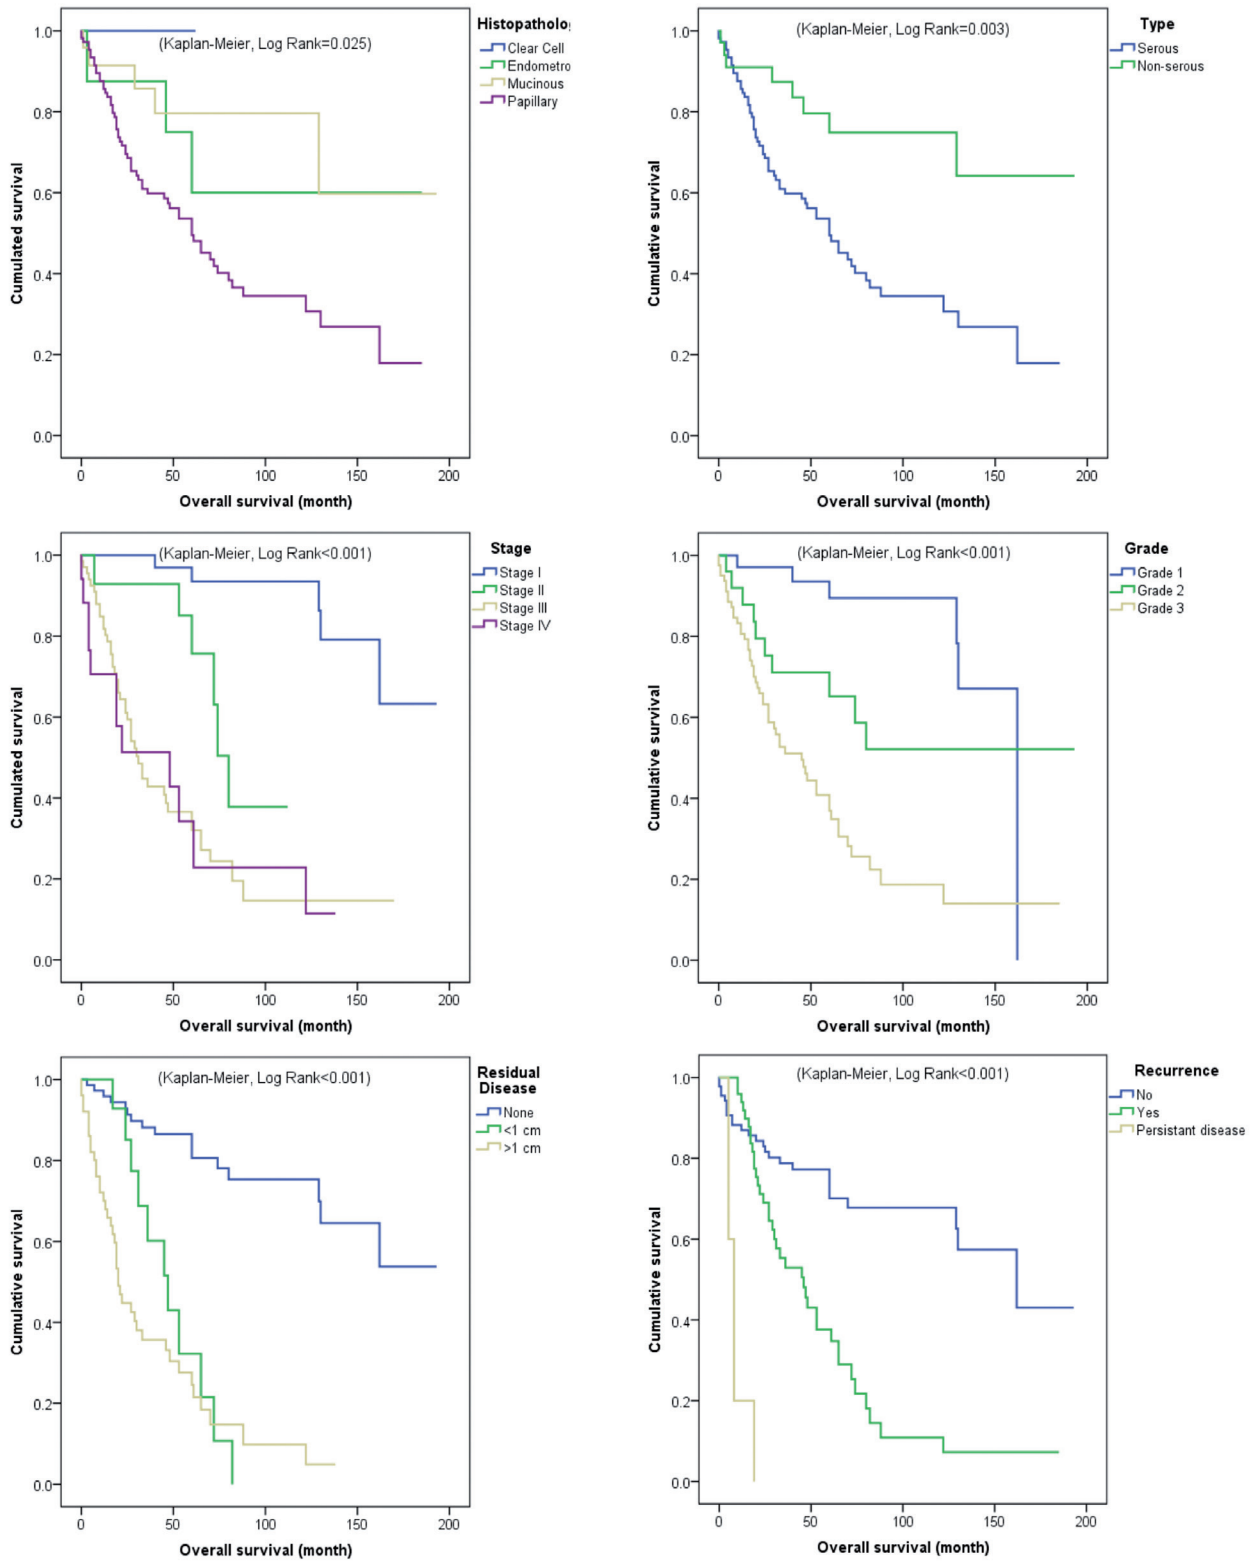 (Kaplan-Meier, Log Rank=0.025)
Histopatholo
Clear Cell
Endometro
Mucinous
Papillary
Cumulated survival
1.0
0.8
0.6
0.4
0.2
0.0
0 50 100 150 200
Overall survival (month)
(Kaplan-Meier, Log Rank=0.003)
Type
Serous
Non-serous
Cumulative survival
1.0
0.8
0.6
0.4
0.2
0.0
0 50 100 150 200
Overall survival (month)
(Kaplan-Meier, Log Rank<0.001)
Stage
Stage I
Stage II
Stage III
Stage IV
Cumulated survival
1.0
0.8
0.6
0.4
0.2
0.0
0 50 100 150 200
Overall survival (month)
(Kaplan-Meier, Log Rank<0.001)
Grade
Grade 1
Grade 2
Grade 3
Cumulative survival
1.0
0.8
0.6
0.4
0.2
0.0
0 50 100 150 200
Overall survival (month)
(Kaplan-Meier, Log Rank<0.001)
Residual
Disease
None
<1 cm
>1 cm
Cumulative survival
1.0
0.8
0.6
0.4
0.2
0.0
0 50 100 150 200
Overall survival (month)
(Kaplan-Meier, Log Rank<0.001)
Recurrence
No
Yes
Persistant disease
Cumulative survival
1.0
0.8
0.6
0.4
0.2
0.0
0 50 100 150 200
Overall survival (month)